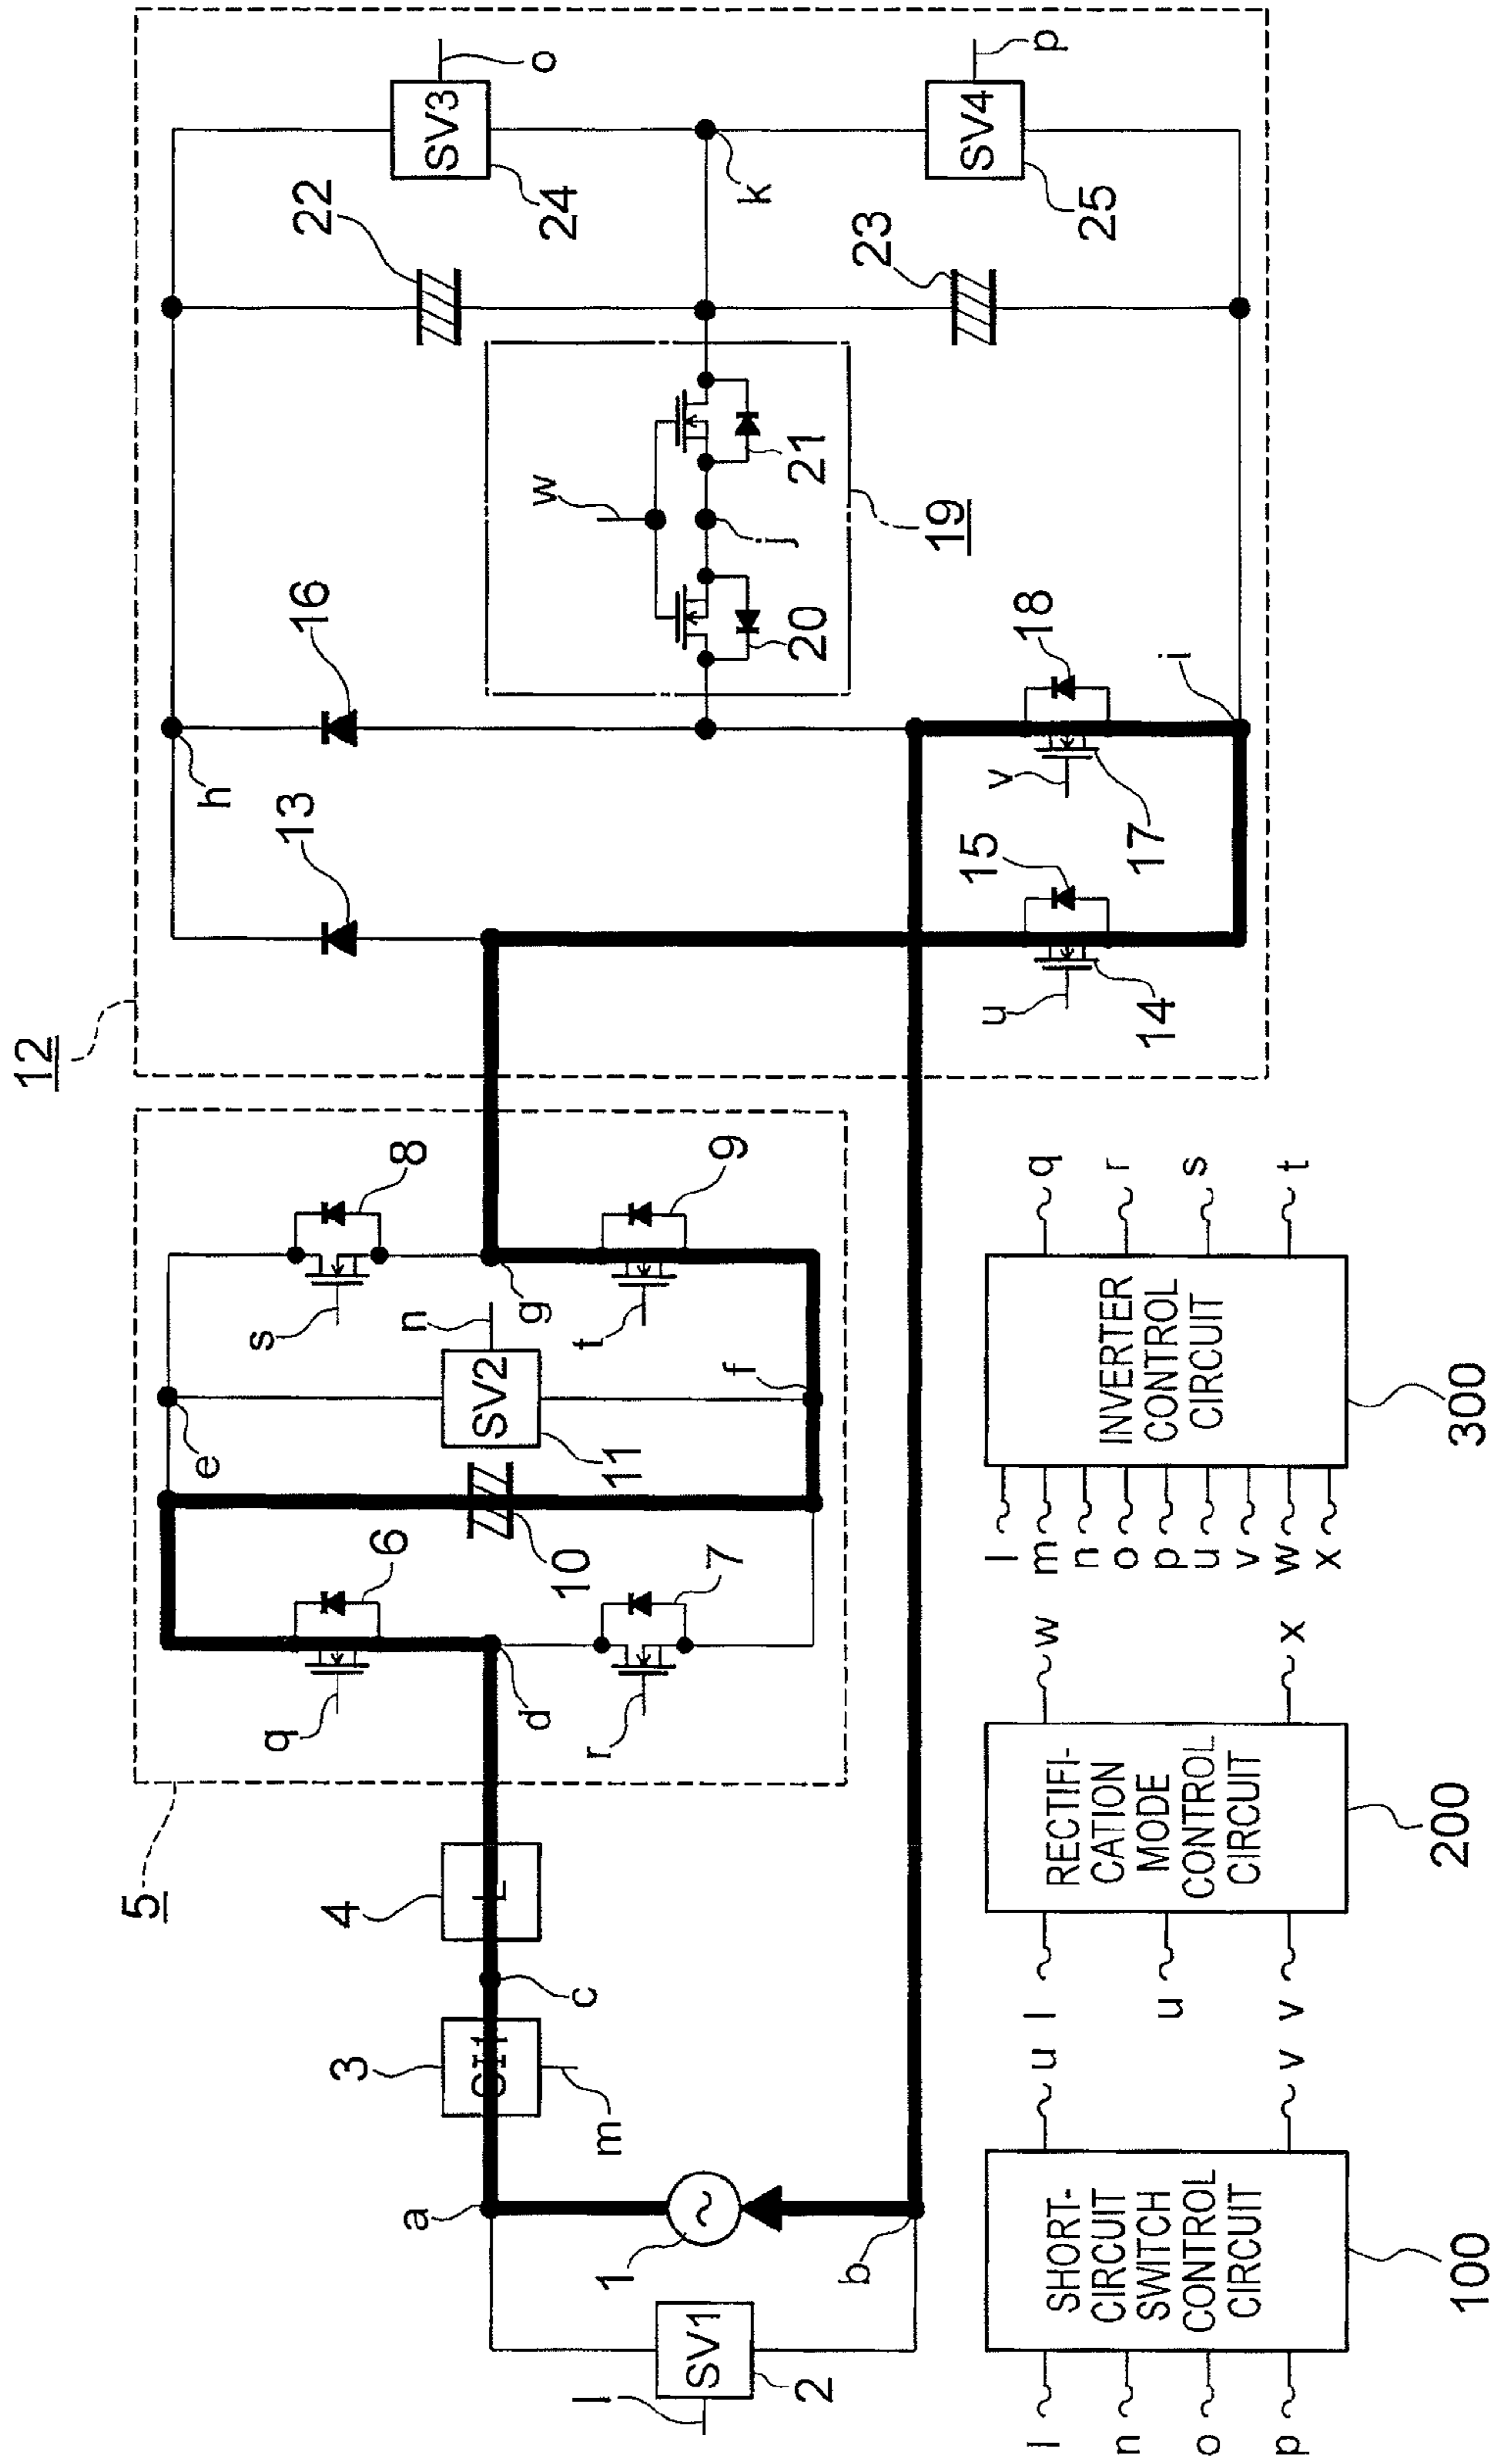 12
5
h
13
16
22
SV3
o
24
k
23
SV4
p
25
w
j
20
21
19
i
v
18
17
u
15
14
q
6
d
r
7
10
e
SV2
n
11
f
s
8
g
t
9
a
3
m
c
4
L
1
b
l
SV1
2
l
n
o
p
SHORT-
CIRCUIT
SWITCH
CONTROL
CIRCUIT
100
u
v
l
u
v
RECTIFI-
CATION
MODE
CONTROL
CIRCUIT
200
w
x
l
m
n
o
p
u
v
w
x
INVERTER
CONTROL
CIRCUIT
300
q
r
s
t